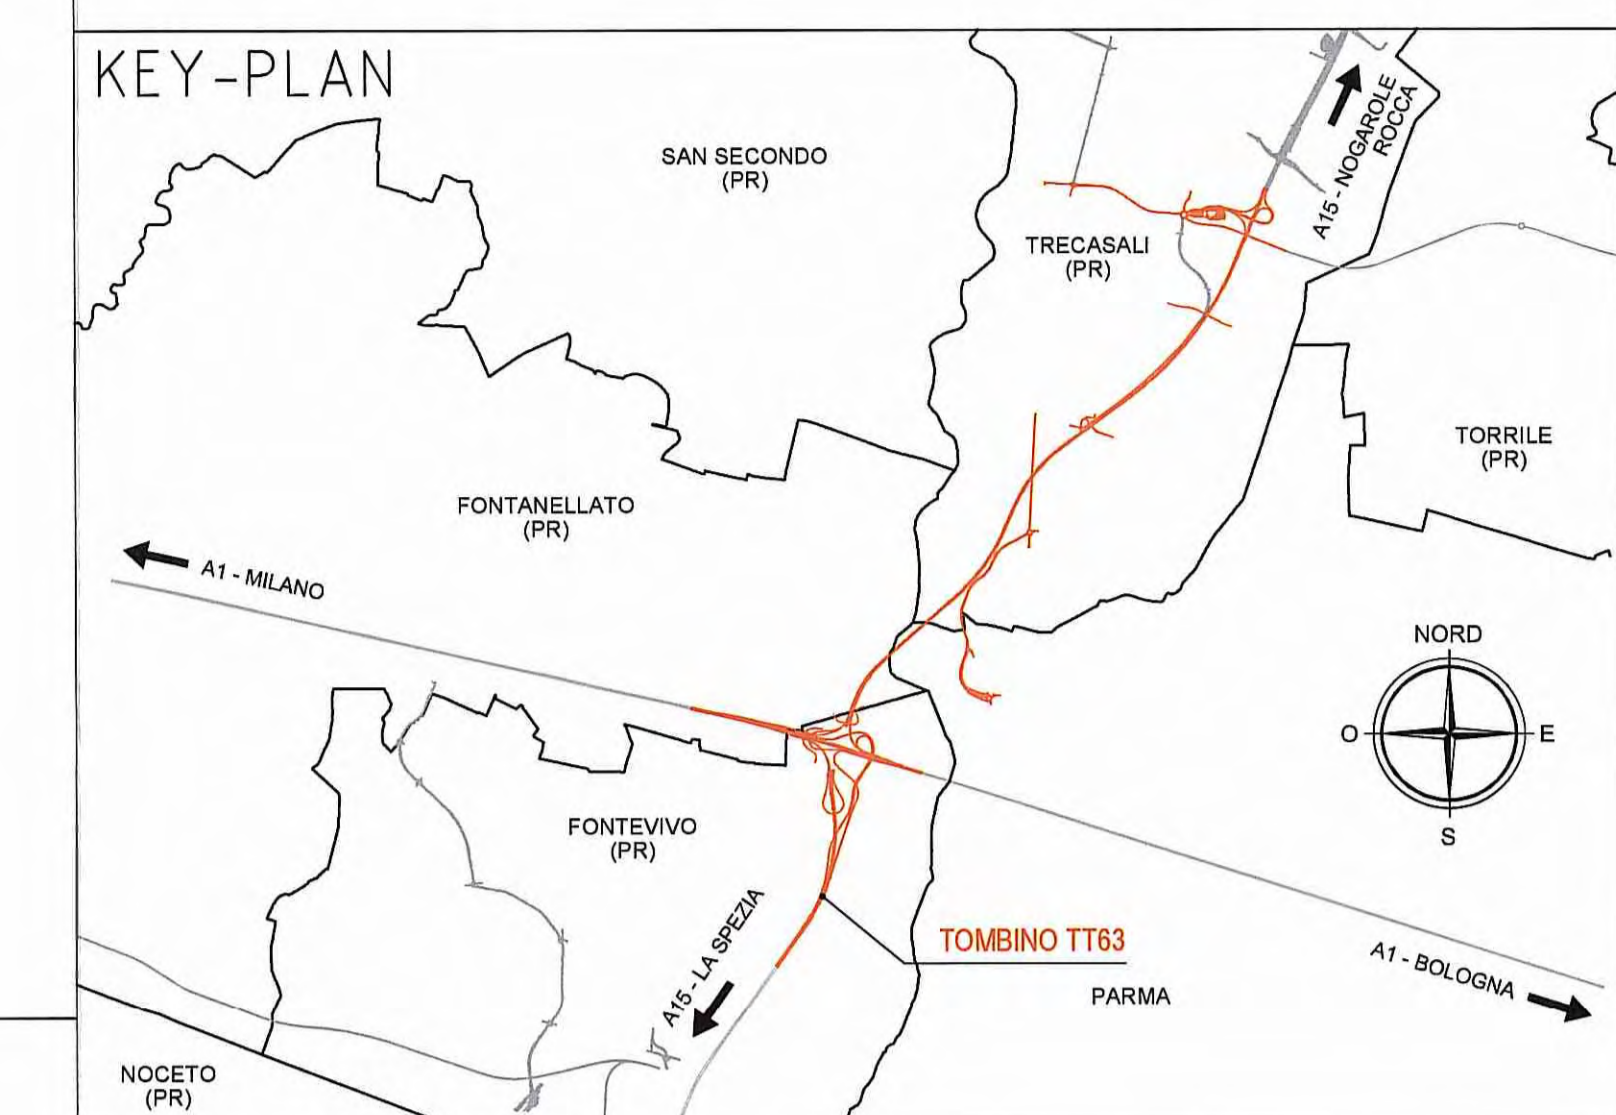 KEY-PLAN
SAN SECONDO
(PR)
A15 - NOGAROLE
ROCCA
TRECASALI
(PR)
TORRILE
(PR)
FONTANELLATO
(PR)
A1 - MILANO
NORD
O
E
S
FONTEVIVO
(PR)
A15 - LA SPEZIA
TOMBINO TT63
PARMA
A1 - BOLOGNA
NOCETO
(PR)